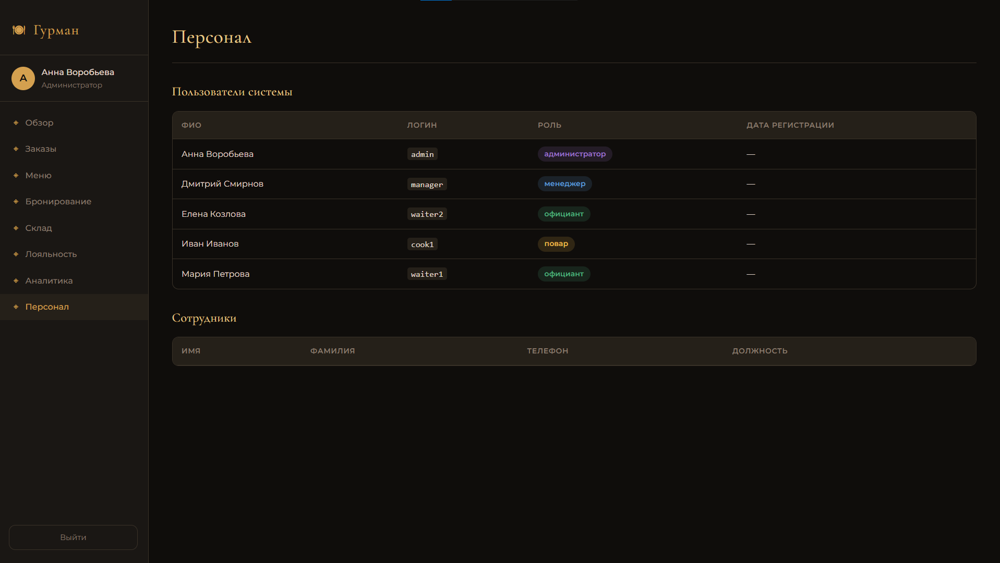 Гурман
А
Анна Воробьева
Администратор
Обзор
Заказы
Меню
Бронирование
Склад
Лояльность
Аналитика
Персонал
Выйти
Персонал
Пользователи системы
ФИО ЛОГИН РОЛЬ ДАТА РЕГИСТРАЦИИ
Анна Воробьева admin администратор —
Дмитрий Смирнов manager менеджер —
Елена Козлова waiter2 официант —
Иван Иванов cook1 повар —
Мария Петрова waiter1 официант —
Сотрудники
ИМЯ ФАМИЛИЯ ТЕЛЕФОН ДОЛЖНОСТЬ